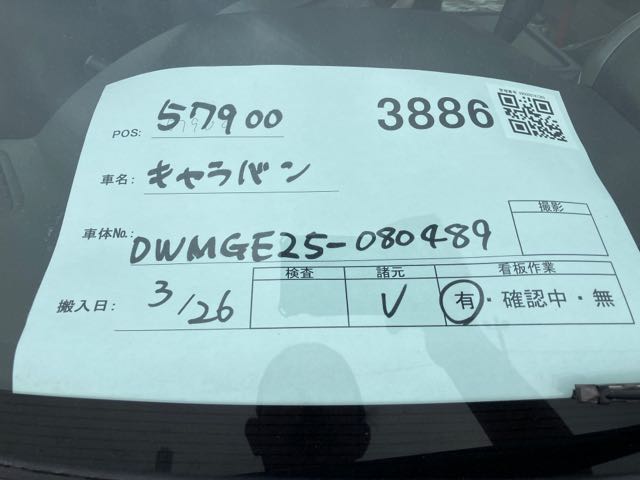 3886
POS: 57900
車名: キャラバン
車体No.: DWMGE25-080489
撮影
搬入日: 3/26
検査 諸元 看板作業
V 有・確認中・無